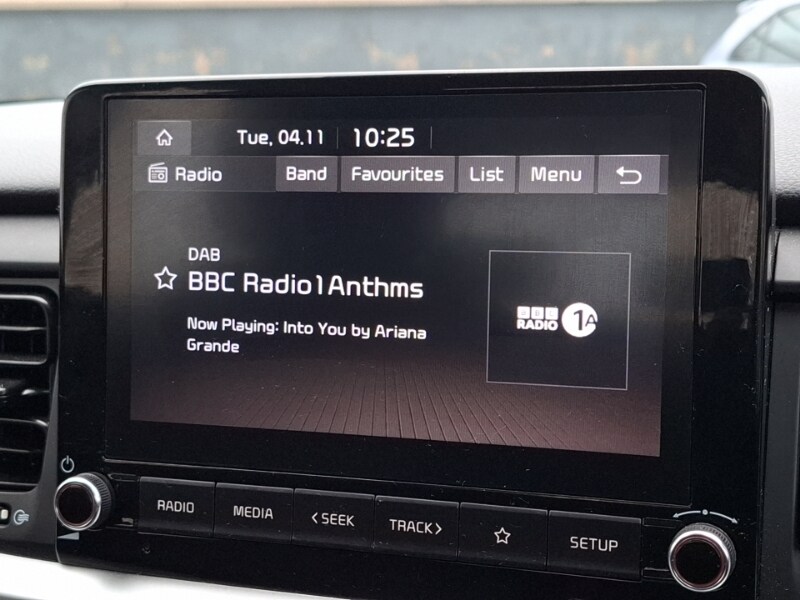 Tue, 04.11 10:25
Radio Band Favourites List Menu
DAB
BBC Radio1Anthms
Now Playing: Into You by Ariana
Grande
BBC
RADIO 1A
RADIO MEDIA <SEEK TRACK> SETUP